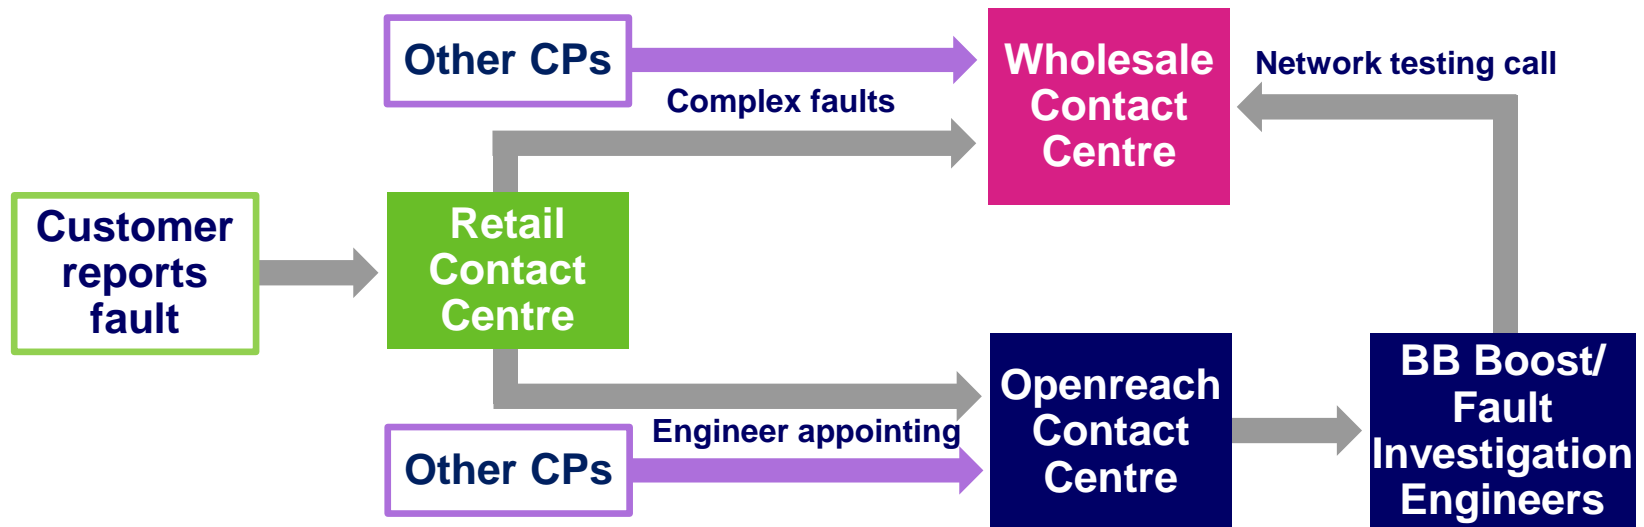 Other CPs
Complex faults
Wholesale
Contact
Centre
Network testing call
Customer
reports
fault
Retail
Contact
Centre
Engineer appointing
Other CPs
Openreach
Contact
Centre
BB Boost/
Fault
Investigation
Engineers